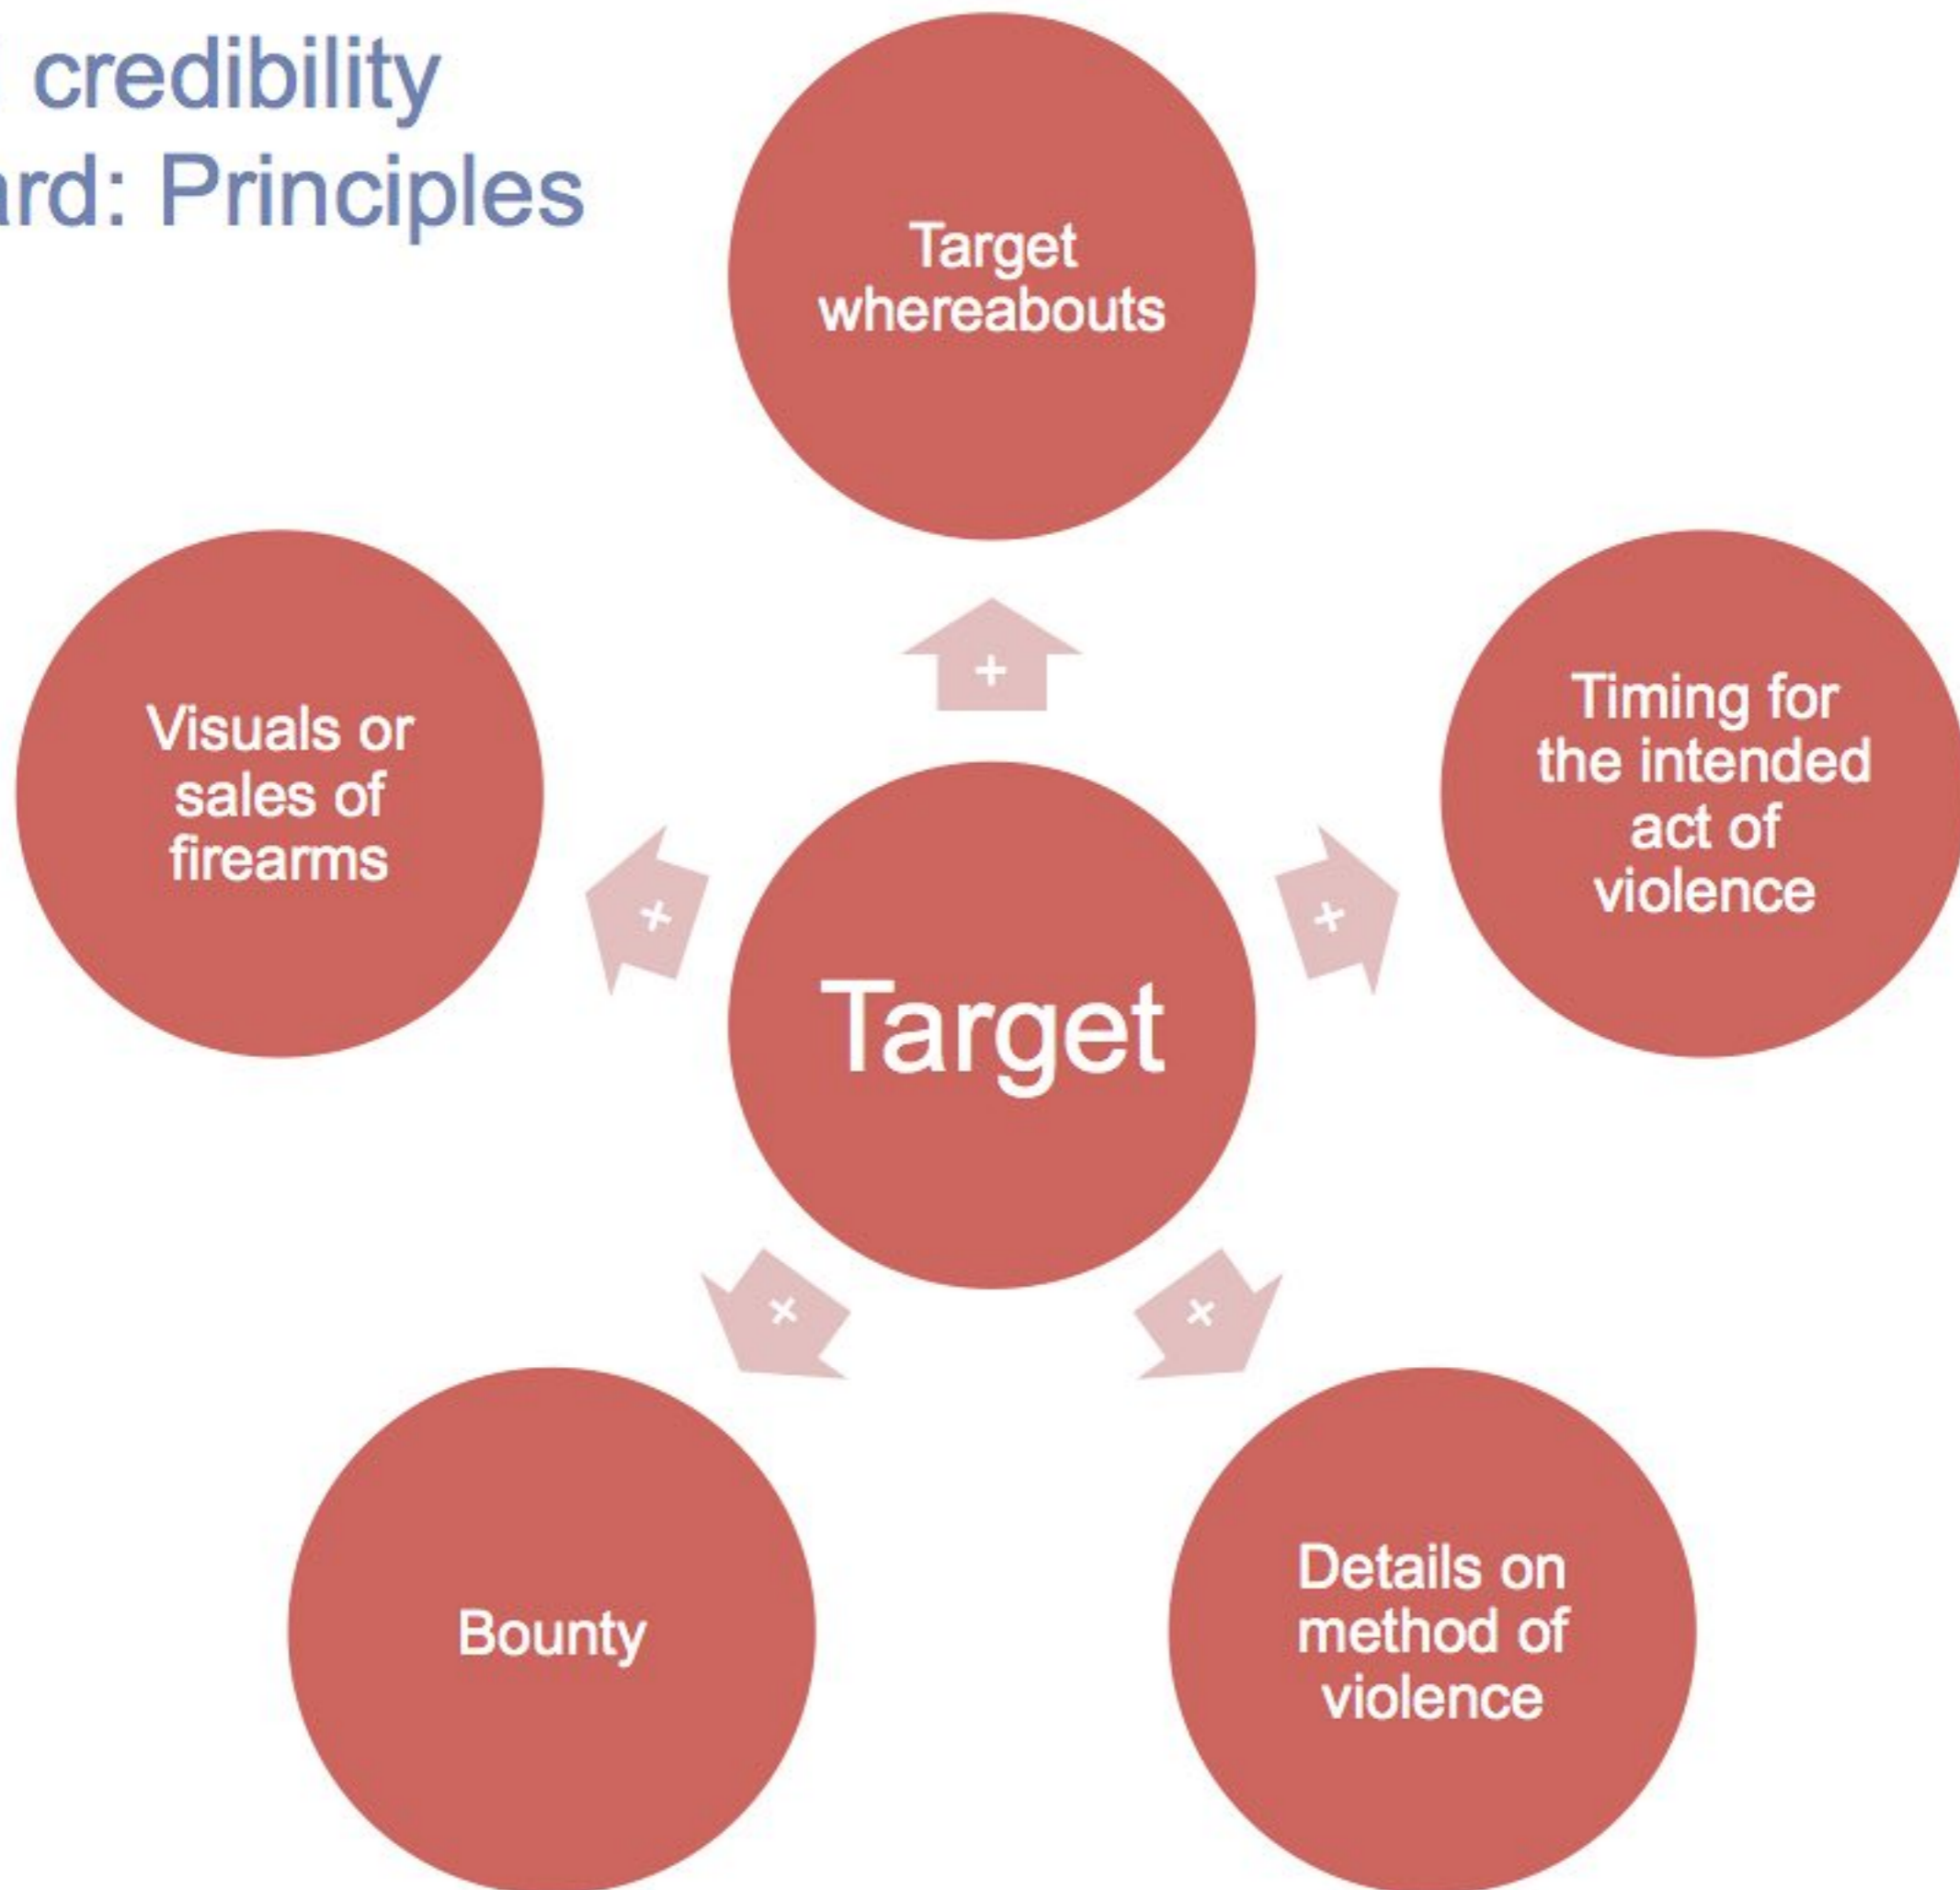 credibility
ard: Principles
Target
whereabouts
+
Visuals or
sales of
firearms
+
Timing for
the intended
act of
violence
+
Target
+
+
Bounty
Details on
method of
violence